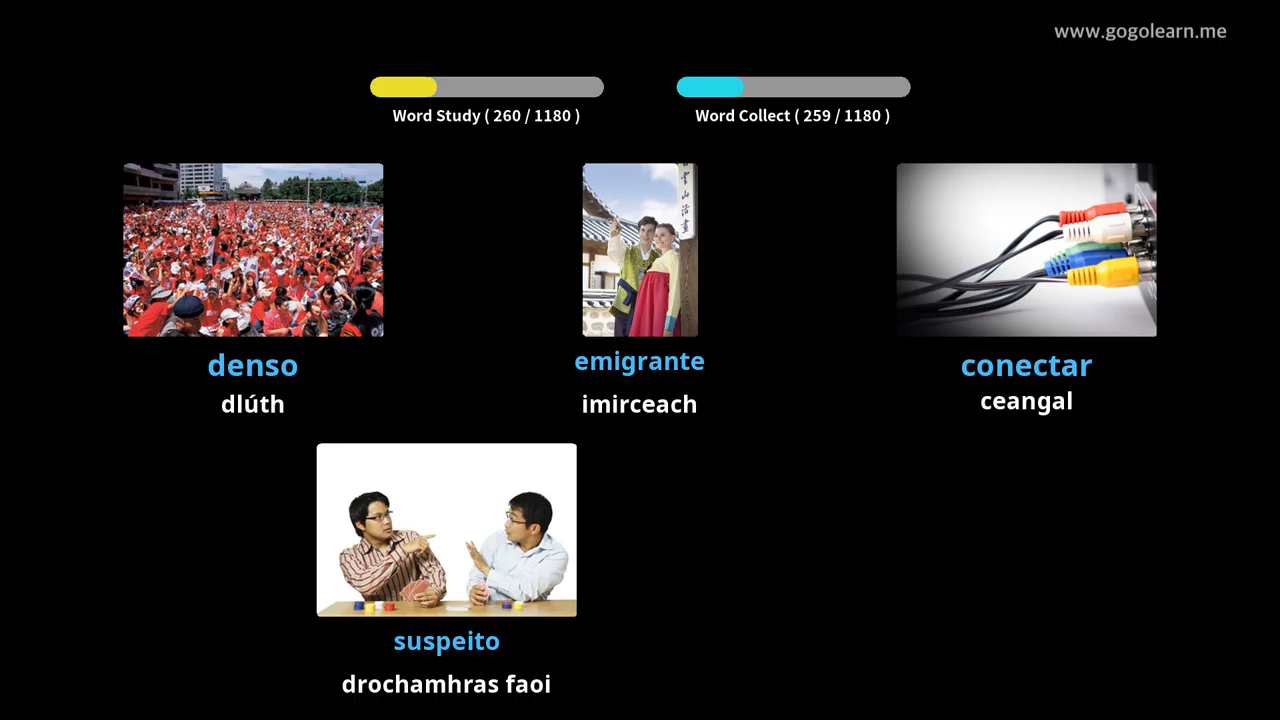 www.gogolearn.me
Word Study ( 260 / 1180 )
Word Collect ( 259 / 1180 )
denso
dlúth
emigrante
imirceach
conectar
ceangal
suspeito
drochamhras faoi